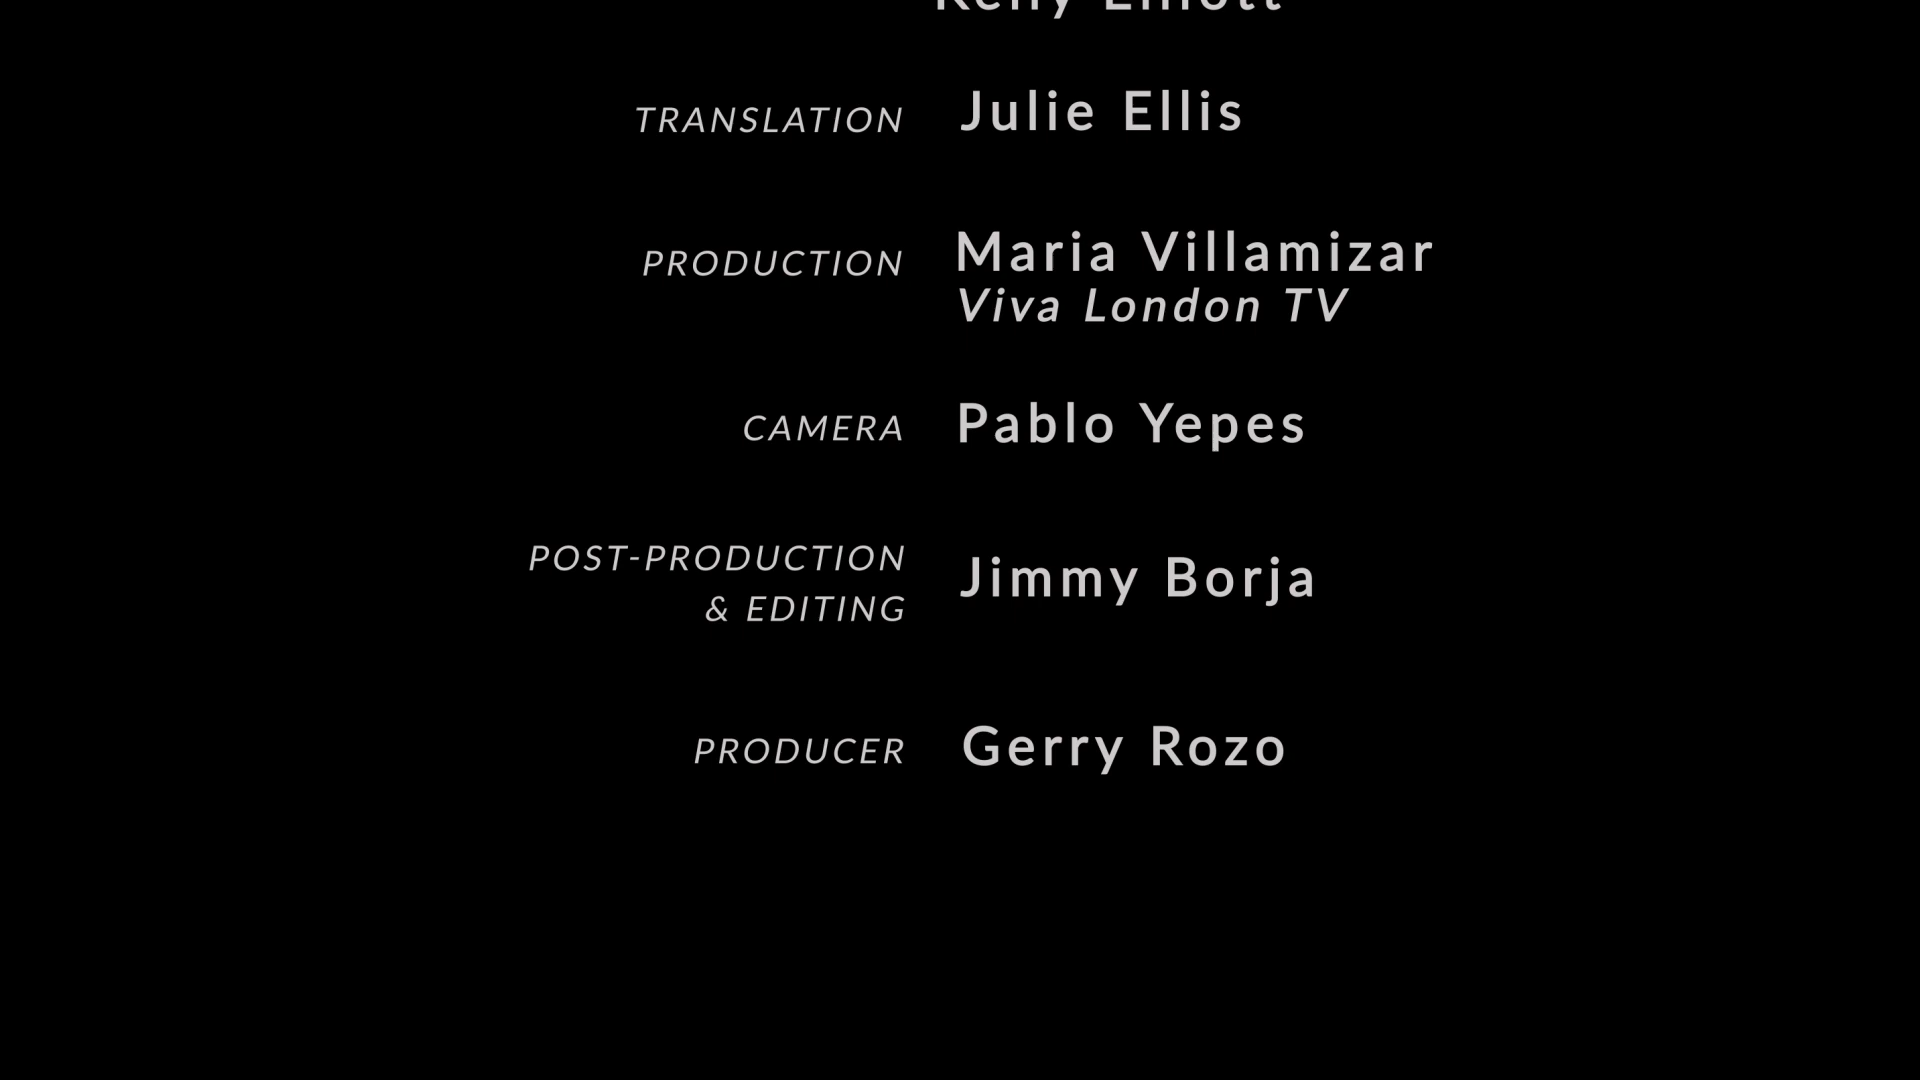 TRANSLATION Julie Ellis
PRODUCTION Maria Villamizar
Viva London TV
CAMERA Pablo Yepes
POST-PRODUCTION
& EDITING Jimmy Borja
PRODUCER Gerry Rozo